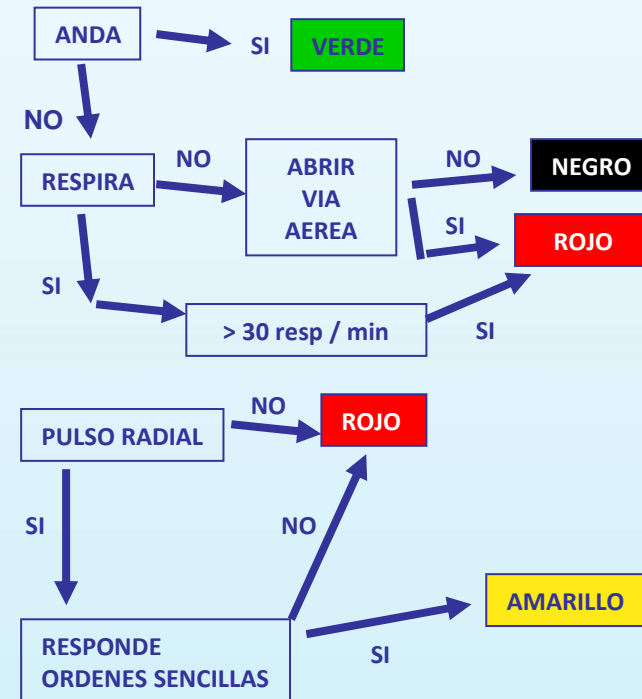 ANDA
SI
VERDE
NO
RESPIRA
NO
ABRIR
VIA
AEREA
NO
NEGRO
SI
ROJO
SI
> 30 resp / min
SI
PULSO RADIAL
NO
ROJO
SI
NO
RESPONDE
ORDENES SENCILLAS
SI
AMARILLO